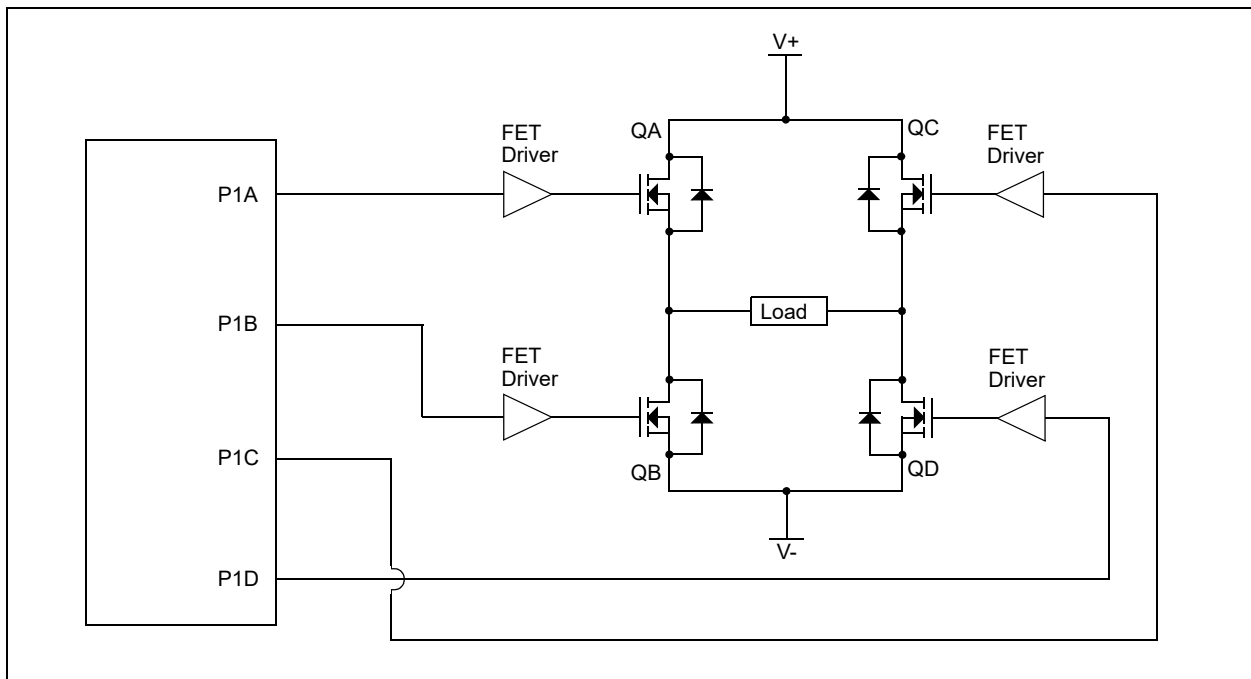 V+
QA
FET
Driver
QC
FET
Driver
P1A
P1B
Load
FET
Driver
FET
Driver
P1C
QB
QD
V-
P1D